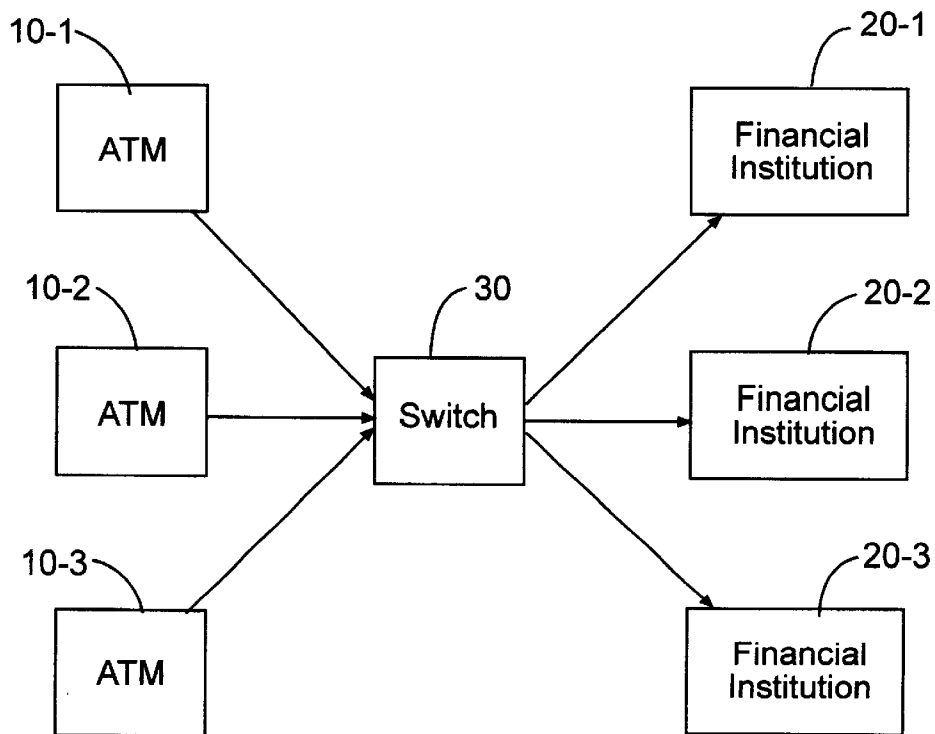 10-1
20-1
ATM
Financial
Institution
10-2
30
20-2
ATM
Switch
Financial
Institution
10-3
20-3
ATM
Financial
Institution